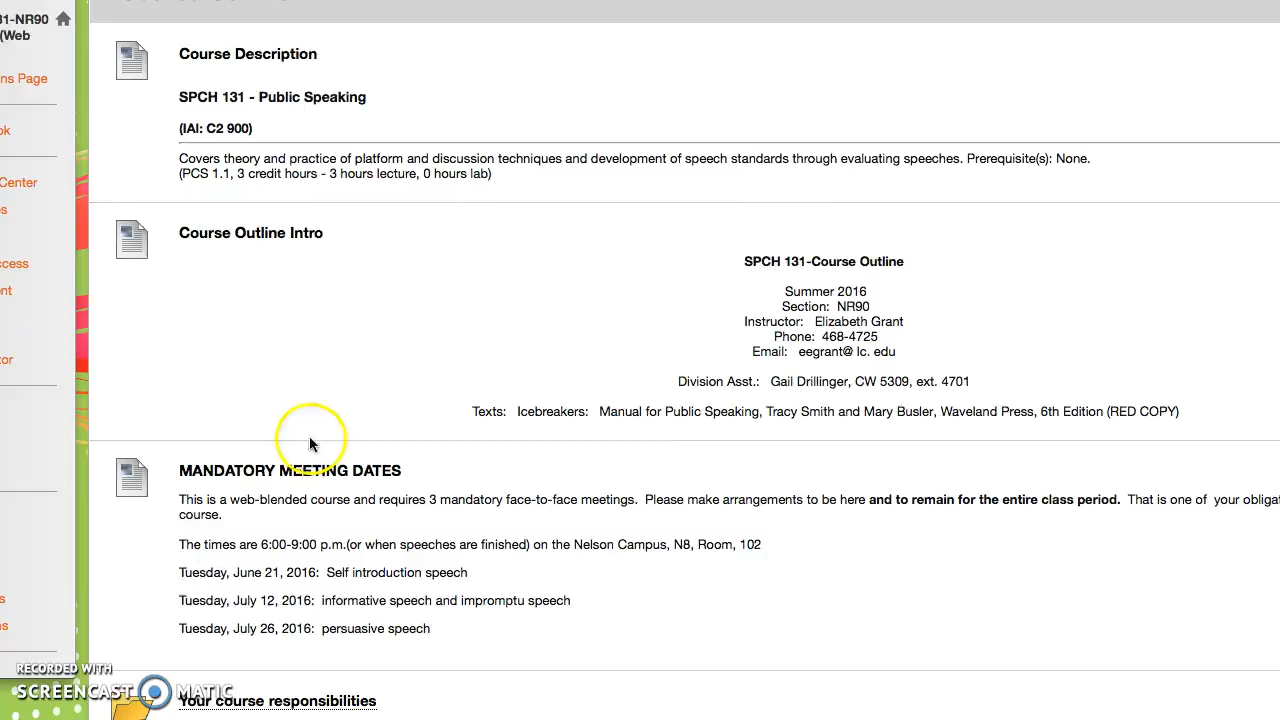 31-NR90
(Web
ns Page
ok
Center
s
ccess
nt
tor
s
ns
Course Description
SPCH 131 - Public Speaking
(IAI: C2 900)
Covers theory and practice of platform and discussion techniques and development of speech standards through evaluating speeches. Prerequisite(s): None.
(PCS 1.1, 3 credit hours - 3 hours lecture, 0 hours lab)
Course Outline Intro
SPCH 131-Course Outline
Summer 2016
Section: NR90
Instructor: Elizabeth Grant
Phone: 468-4725
Email: eegrant@ lc. edu
Division Asst.: Gail Drillinger, CW 5309, ext. 4701
Texts: Icebreakers: Manual for Public Speaking, Tracy Smith and Mary Busler, Waveland Press, 6th Edition (RED COPY)
MANDATORY MEETING DATES
This is a web-blended course and requires 3 mandatory face-to-face meetings. Please make arrangements to be here and to remain for the entire class period. That is one of your obliga
course.
The times are 6:00-9:00 p.m.(or when speeches are finished) on the Nelson Campus, N8, Room, 102
Tuesday, June 21, 2016: Self introduction speech
Tuesday, July 12, 2016: informative speech and impromptu speech
Tuesday, July 26, 2016: persuasive speech
Your course responsibilities
RECORDED WITH
SCREENCAST MATIC